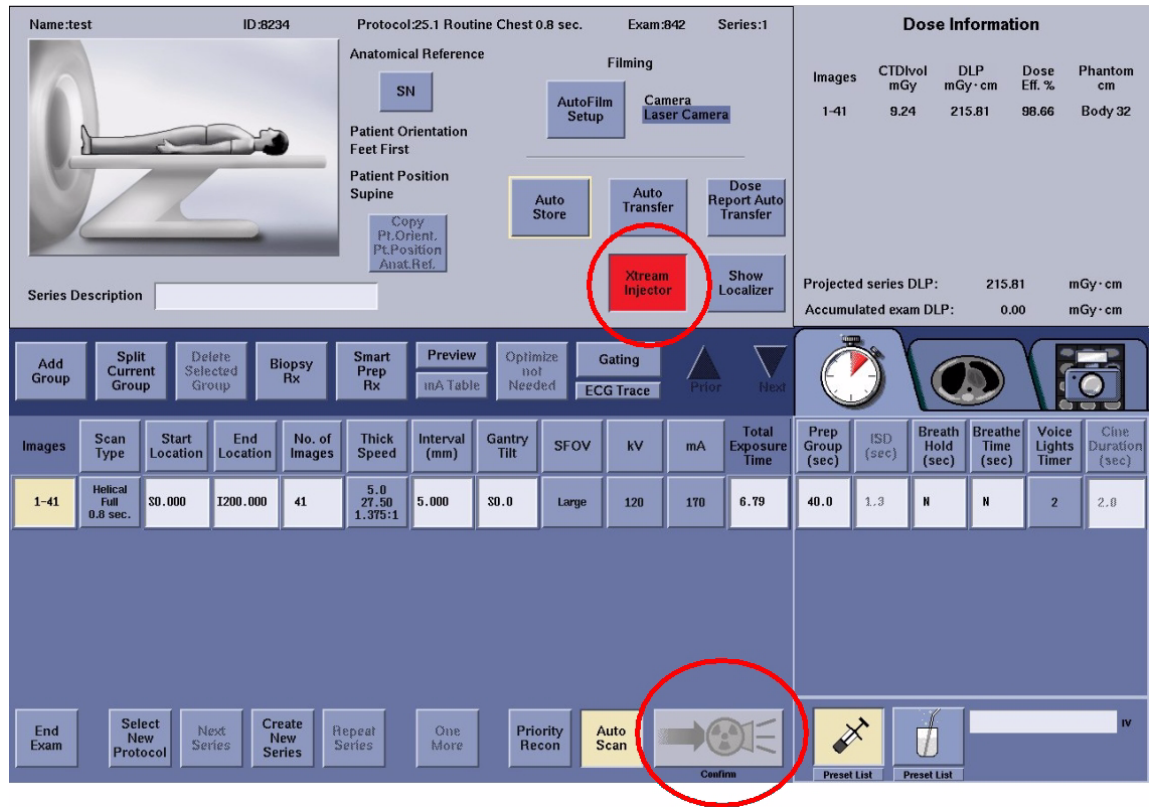 Name:test ID:8234 Protocol:25.1 Routine Chest 0.8 sec. Exam:842 Series:1
Anatomical Reference
SN
Patient Orientation
Feet First
Patient Position
Supine
Copy
Pt.Orient.
Pt.Position
Anat.Ref.
Series Description
Filming
AutoFilm
Setup
Camera
Laser Camera
Auto
Store
Auto
Transfer
Dose
Report Auto
Transfer
Xtream
Injector
Show
Localizer
Dose Information
Images CTDIvol DLP Dose Phantom
mGy mGy·cm Eff. % cm
1-41 9.24 215.81 98.66 Body 32
Projected series DLP: 215.81 mGy·cm
Accumulated exam DLP: 0.00 mGy·cm
Add
Group
Split
Current
Group
Delete
Selected
Group
Biopsy
Rx
Smart
Prep
Rx
Preview
mA Table
Optimize
not
Needed
Gating
ECG Trace
Prior
Next
Images
Scan
Type
Start
Location
End
Location
No. of
Images
Thick
Speed
Interval
(mm)
Gantry
Tilt
SFOV
kV
mA
Total
Exposure
Time
Prep
Group
(sec)
ISD
(sec)
Breath
Hold
(sec)
Breathe
Time
(sec)
Voice
Lights
Timer
Cine
Duration
(sec)
1-41
Helical
Full
0.8 sec.
S0.000
I200.000
41
5.0
27.50
1.375:1
5.000
S0.0
Large
120
170
6.79
40.0
1.3
N
N
2
2.0
End
Exam
Select
New
Protocol
Next
Series
Create
New
Series
Repeat
Series
One
More
Priority
Recon
Auto
Scan
Confirm
Preset List
Preset List
IV